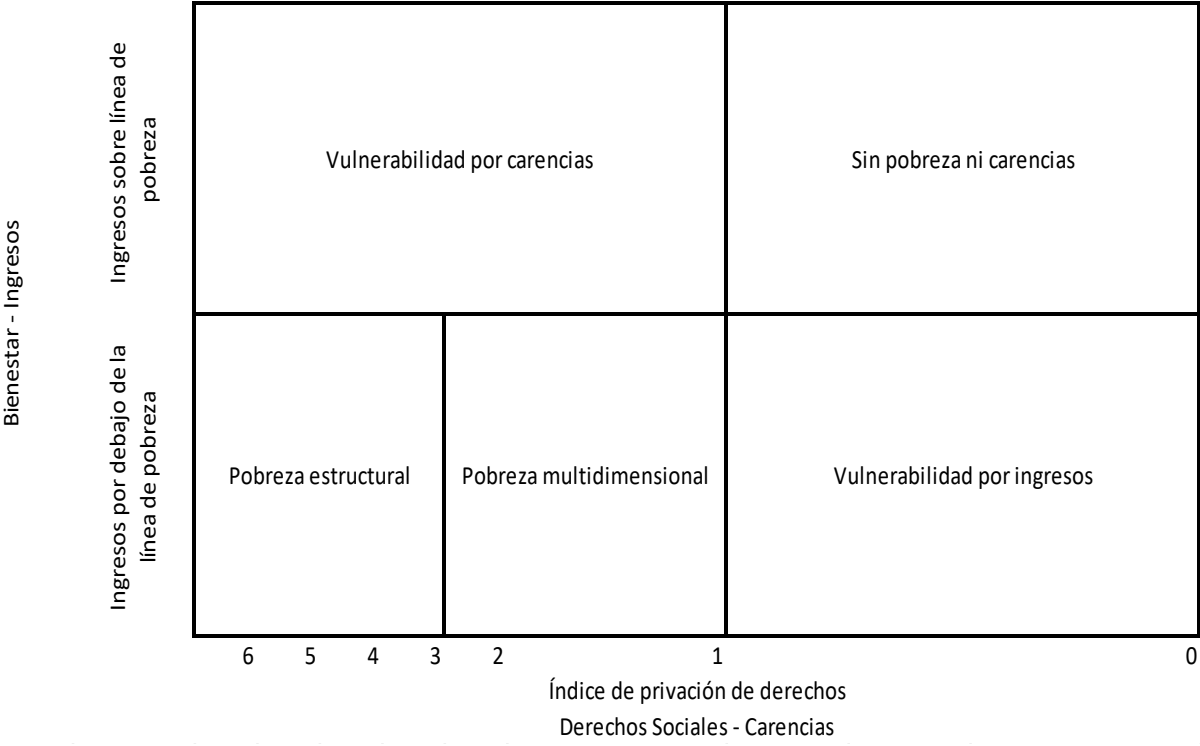 Bienestar - Ingresos
Ingresos sobre línea de
pobreza
Vulnerabilidad por carencias
Sin pobreza ni carencias
Ingresos por debajo de la
línea de pobreza
Pobreza estructural
Pobreza multidimensional
Vulnerabilidad por ingresos
6 5 4 3 2 1 0
Índice de privación de derechos
Derechos Sociales - Carencias